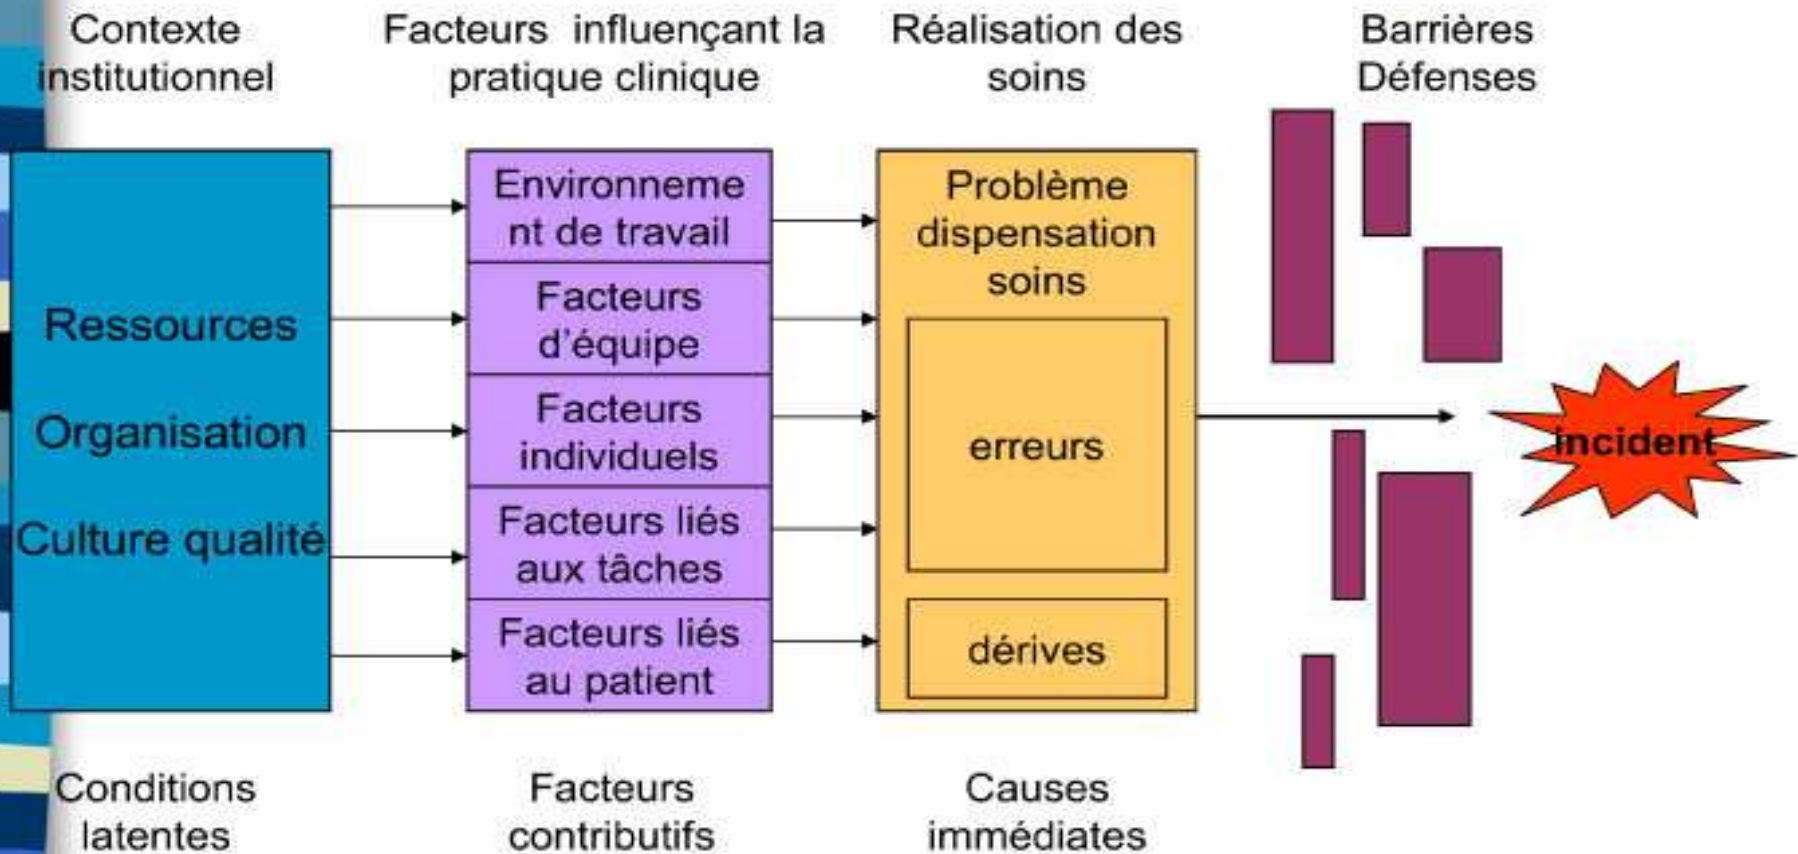 Contexte
institutionnel
Facteurs influençant la
pratique clinique
Réalisation des
soins
Barrières
Défenses
Ressources
Organisation
Culture qualité
Environneme
nt de travail
Facteurs
d'équipe
Facteurs
individuels
Facteurs liés
aux tâches
Facteurs liés
au patient
Problème
dispensation
soins
erreurs
dérives
incident
Conditions
latentes
Facteurs
contributifs
Causes
immédiates